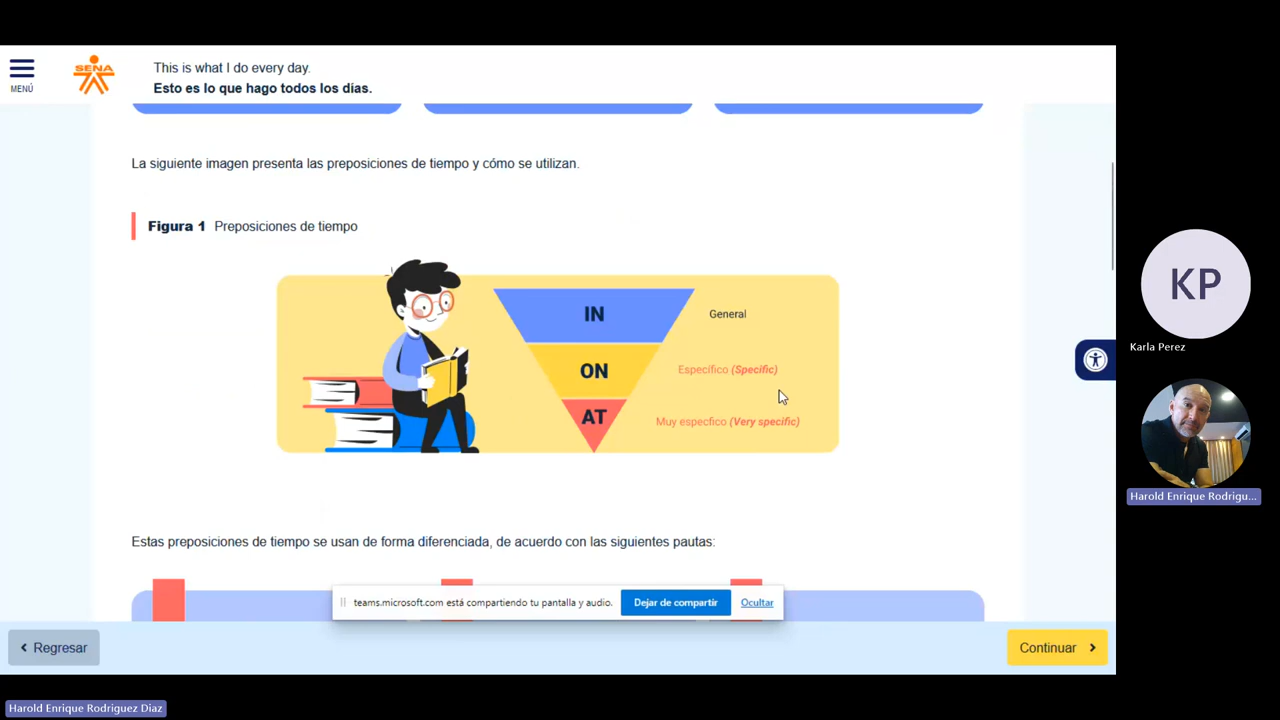 MENÚ
SENA
This is what I do every day.
Esto es lo que hago todos los días.
La siguiente imagen presenta las preposiciones de tiempo y cómo se utilizan.
Figura 1 Preposiciones de tiempo
IN
General
ON
Específico (Specific)
AT
Muy especfico (Very specific)
Estas preposiciones de tiempo se usan de forma diferenciada, de acuerdo con las siguientes pautas:
teams.microsoft.com está compartiendo tu pantalla y audio.
Dejar de compartir
Ocultar
Regresar
Continuar
KP
Karla Perez
Harold Enrique Rodrigu...
Harold Enrique Rodriguez Diaz